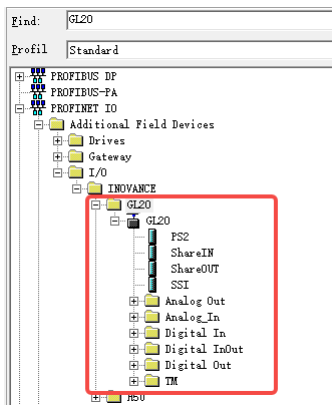 Find: GL20
Profil Standard
PROFIBUS DP
PROFIBUS-PA
PROFINET IO
Additional Field Devices
Drives
Gateway
I/O
INOVANCE
GL20
GL20
PS2
ShareIN
ShareOUT
SSI
Analog Out
Analog_In
Digital In
Digital InOut
Digital Out
TM
H5U